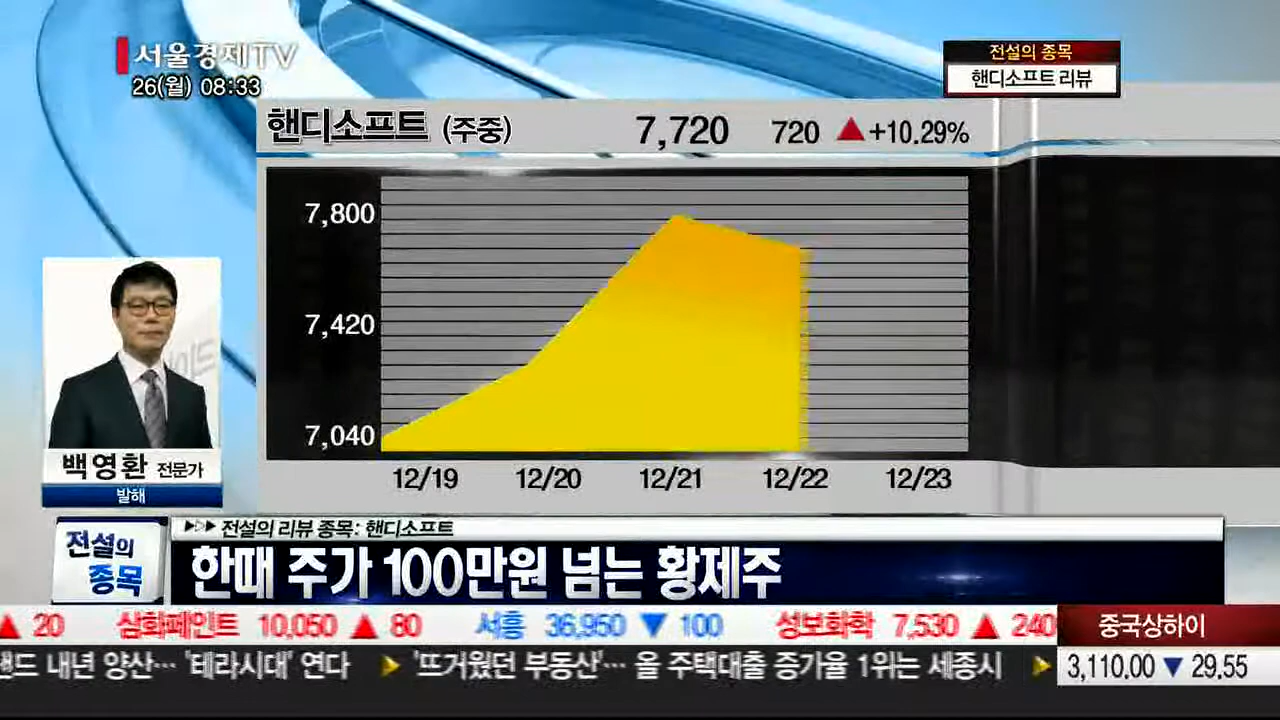 서울경제TV
26(월) 08:33
전설의 종목
핸디소프트 리뷰
핸디소프트 (주중) 7,720 720 ▲+10.29%
7,800
7,420
7,040
12/19 12/20 12/21 12/22 12/23
백영환 전문가
발해
전설의 종목
▶▷▶ 전설의 리뷰 종목: 핸디소프트
한때 주가 100만원 넘는 황제주
▲ 20 삼화페인트 10,050 ▲ 80 서흥 36,950 ▼ 100 성보화학 7,530 ▲ 240
중국상하이
내년 양산… '테라시대' 연다 ▶ '뜨거웠던 부동산'… 올 주택대출 증가율 1위는 세종시 ▶
3,110.00 ▼ 29.55